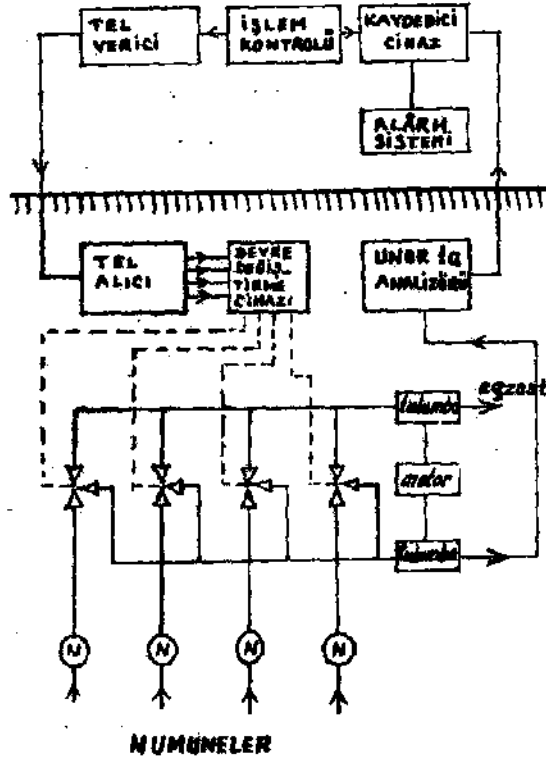 TEL
VERİCİ
İŞLEM
KONTROLÜ
KAYDEDİCİ
CİHAZ
ALÂRM
SİSTEMİ
TEL
ALICI
DEVRE
DEĞİŞ_
TİRME
CİHAZI
UNOR
ANALİZÖRÜ
egzost
tulumba
motor
tulumba
N
N
N
N
NUMUNELER